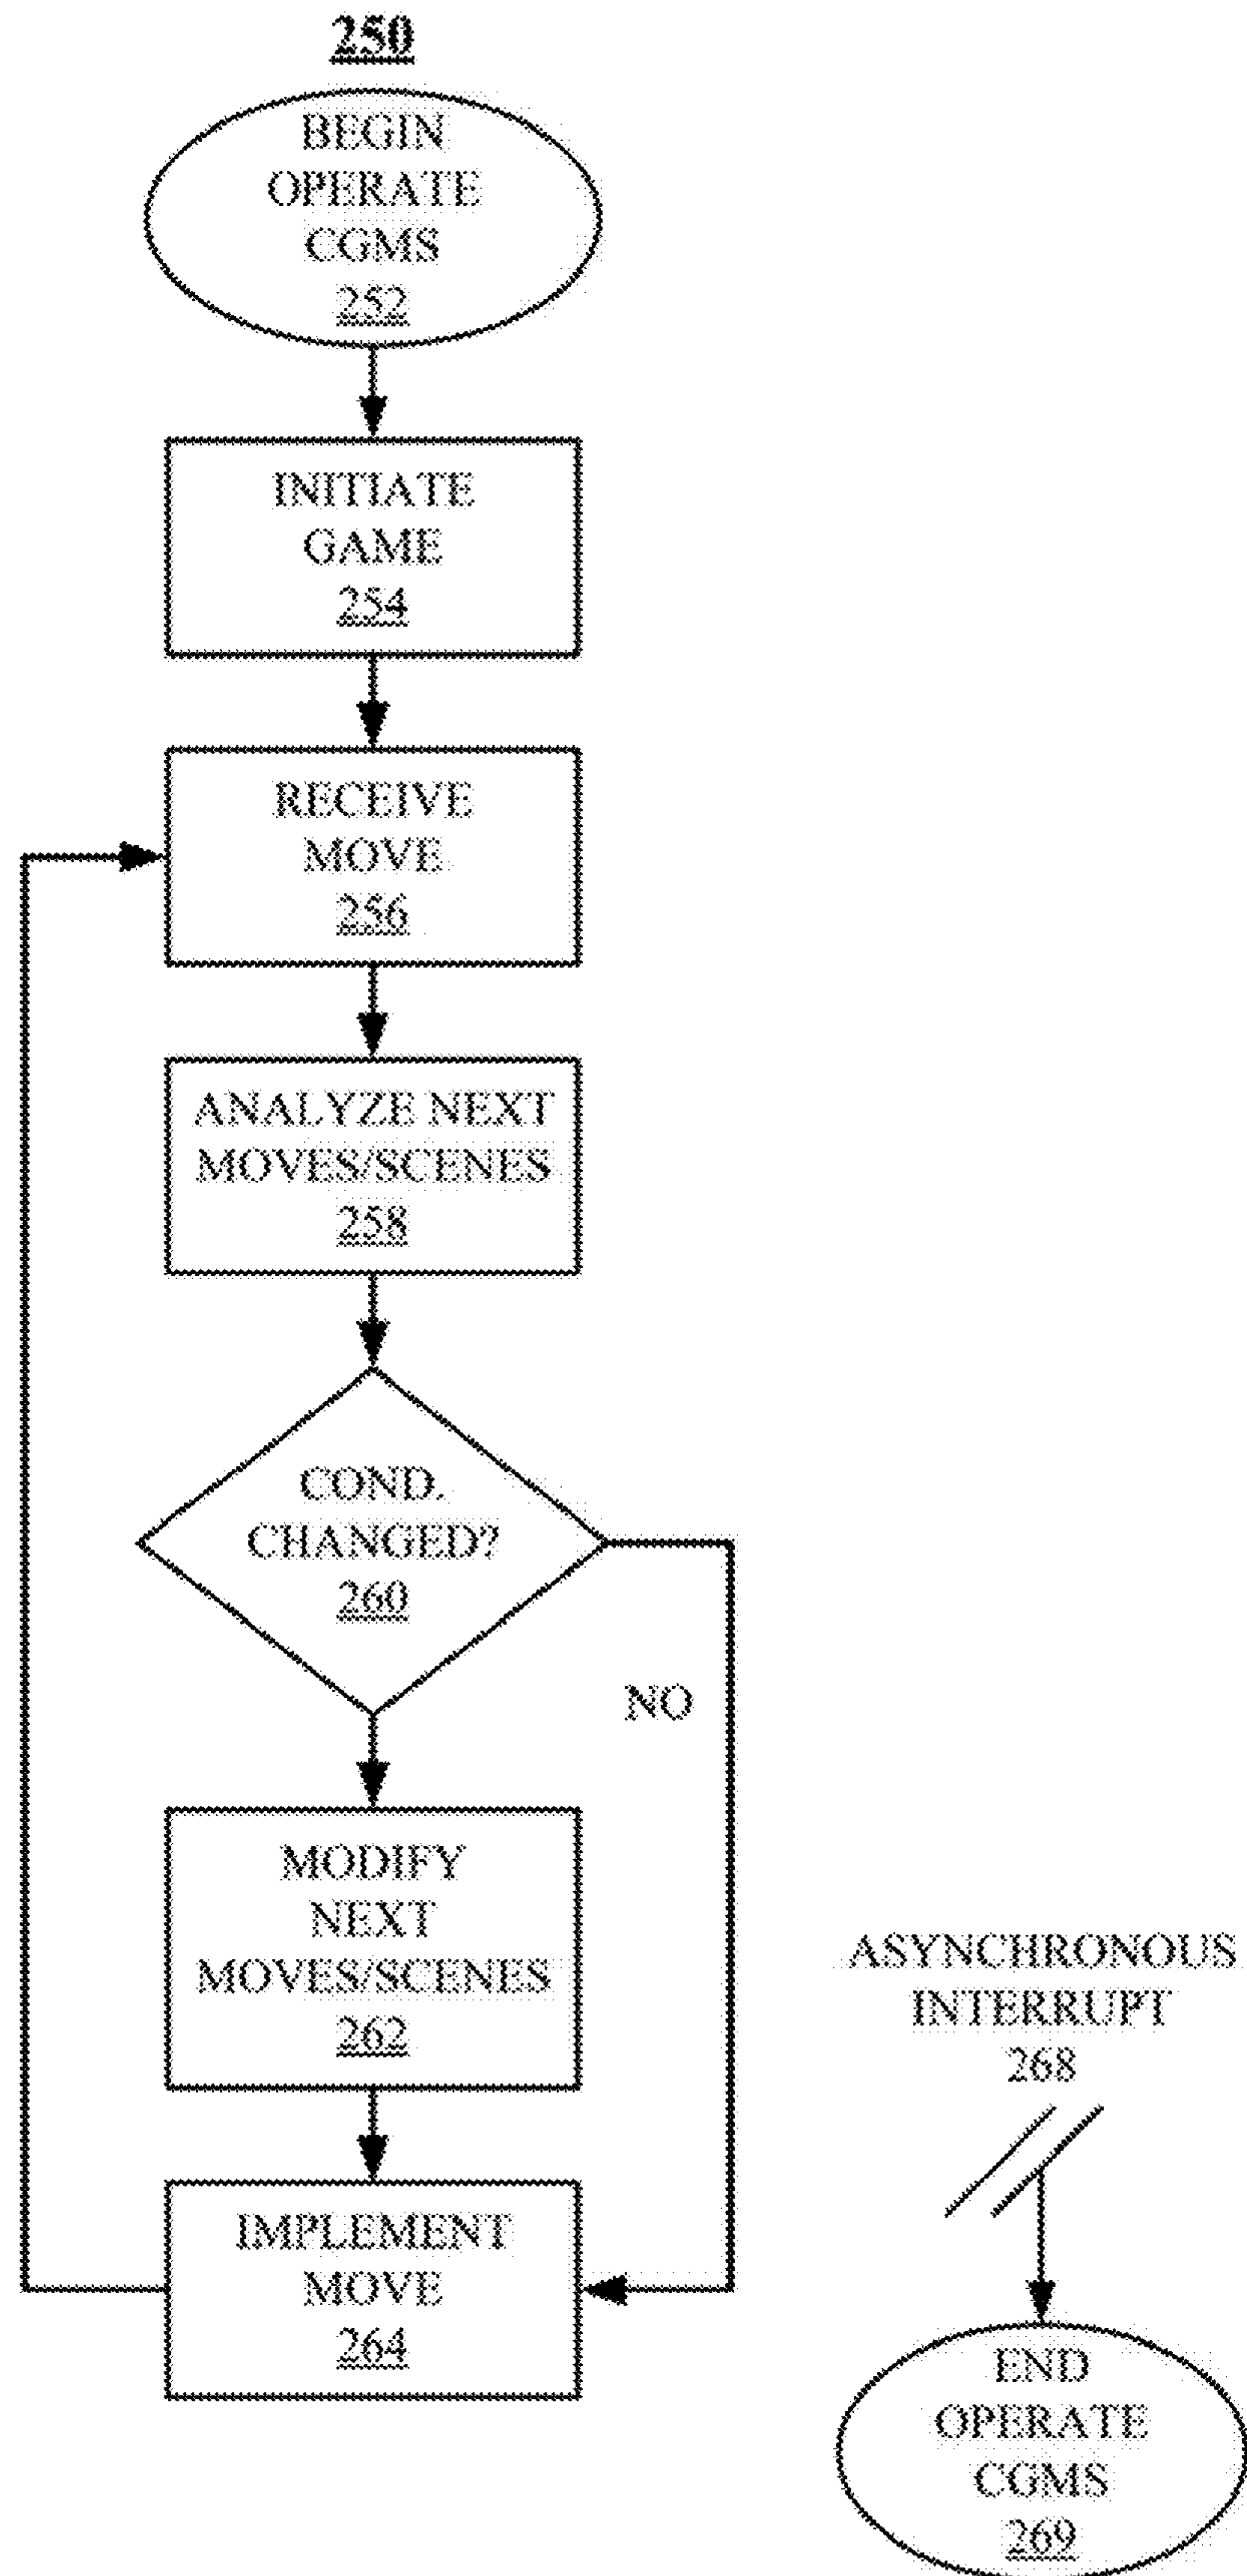 250
BEGIN
OPERATE
CGMS
252
INITIATE
GAME
254
RECEIVE
MOVE
256
ANALYZE NEXT
MOVES/SCENES
258
COND.
CHANGED?
260
NO
MODIFY
NEXT
MOVES/SCENES
262
IMPLEMENT
MOVE
264
ASYNCHRONOUS
INTERRUPT
268
END
OPERATE
CGMS
269